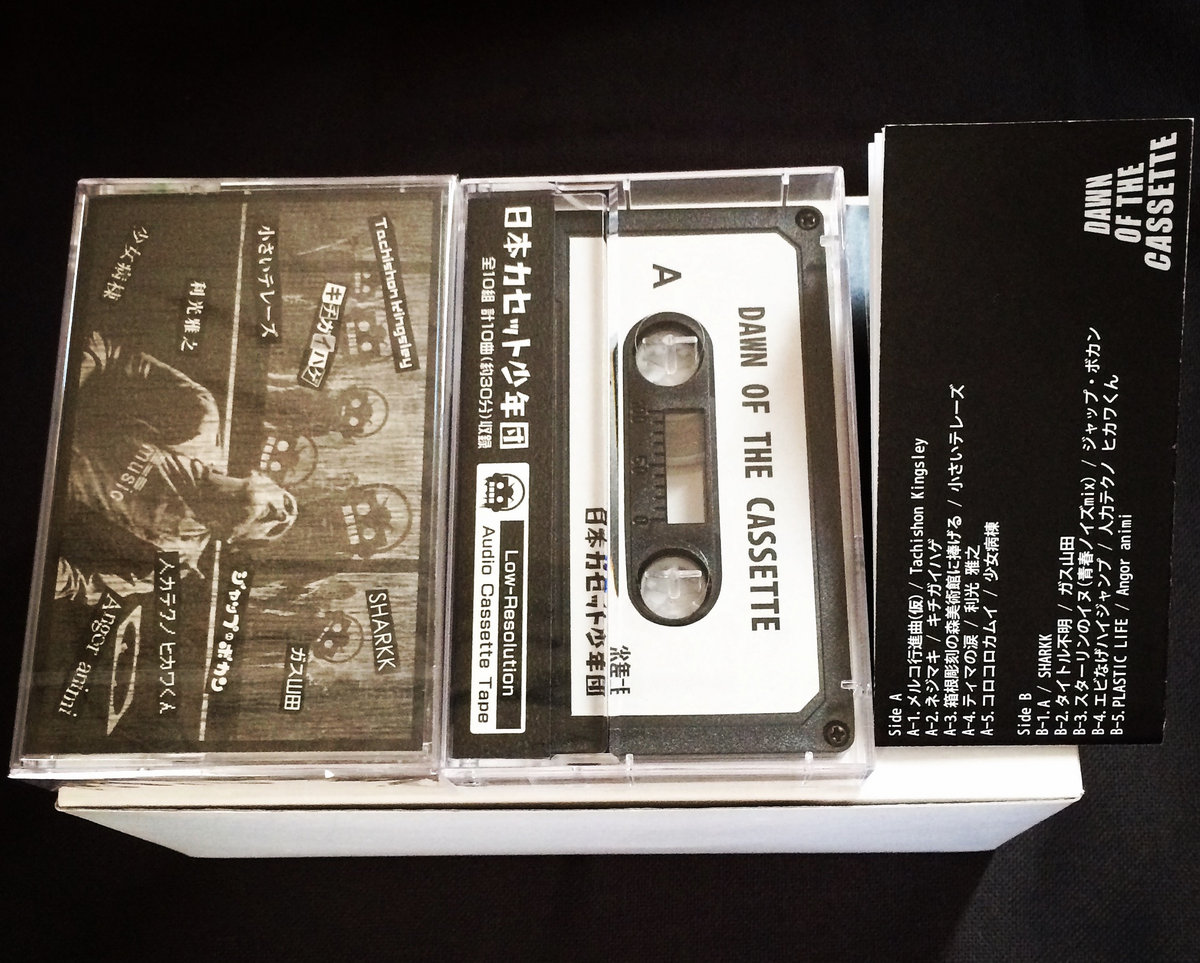 少女病棟
利光 雅之
小さいテレーズ
キチガイハゲ
Tachishon Kingsley
music
Angor animi
人力テクノ ヒカワくん
ジャップ・ボカン
ガス山田
SHARKK
日本カセット少年団
全10組 計10曲(約30分)収録
Low-Resolution
Audio Cassette Tape
A
DAWN OF THE CASSETTE
日本カセット少年団
DAWN
OF THE
CASSETTE
Side A
A-1. メルコ行進曲(仮) / Tachishon Kingsley
A-2. ネジマキ / キチガイハゲ
A-3. 箱根彫刻の森美術館に捧げる / 小さいテレーズ
A-4. ティマの涙 / 利光 雅之
A-5. コロコロカムイ / 少女病棟
Side B
B-1. A / SHARKK
B-2. タイトル不明 / ガス山田
B-3. スターリンのイヌ(青春ノイズmix) / ジャップ・ボカン
B-4. エビなげハイジャンプ / 人力テクノ ヒカワくん
B-5. PLASTIC LIFE / Angor animi